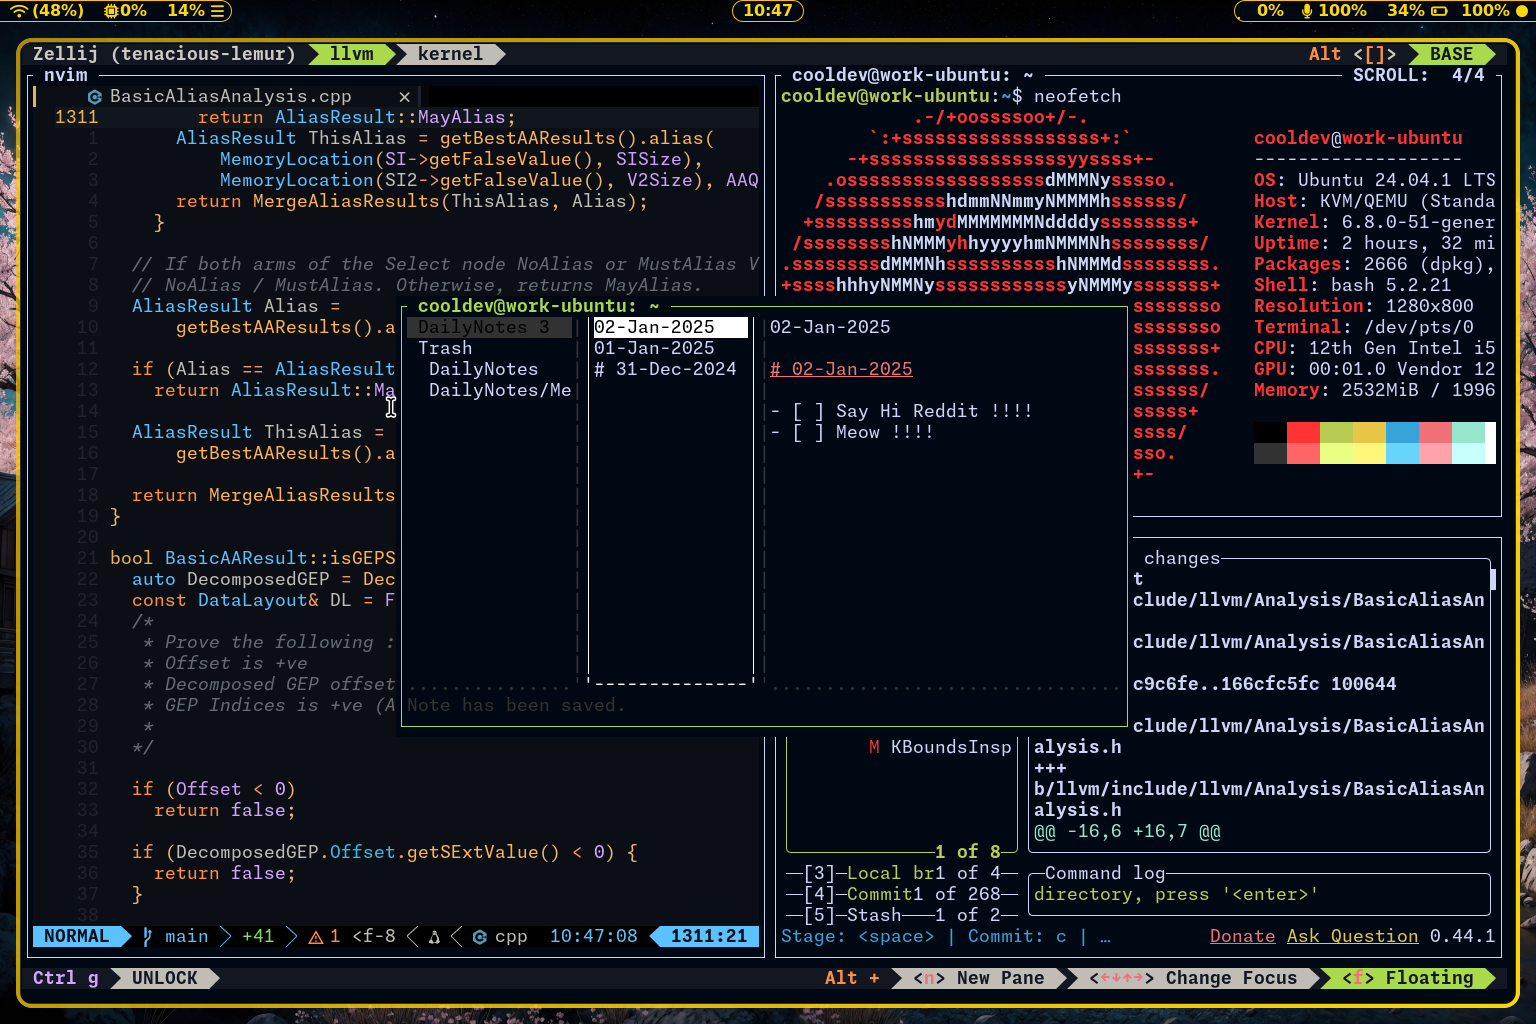 (48%) 0% 14%
10:47
0% 100% 34% 100%
Zellij (tenacious-lemur) llvm kernel
Alt <[]> BASE
nvim
BasicAliasAnalysis.cpp ×
1311 return AliasResult::MayAlias;
1 AliasResult ThisAlias = getBestAAResults().alias(
2 MemoryLocation(SI->getFalseValue(), SISize),
3 MemoryLocation(SI2->getFalseValue(), V2Size), AAQ
4 return MergeAliasResults(ThisAlias, Alias);
5 }
6
7 // If both arms of the Select node NoAlias or MustAlias V
8 // NoAlias / MustAlias. Otherwise, returns MayAlias.
9 AliasResult Alias =
10 getBestAAResults().a
11
12 if (Alias == AliasResult
13 return AliasResult::Ma
14
15 AliasResult ThisAlias =
16 getBestAAResults().a
17
18 return MergeAliasResults
19 }
20
21 bool BasicAAResult::isGEPS
22 auto DecomposedGEP = Dec
23 const DataLayout& DL = F
24 /*
25 * Prove the following :
26 * Offset is +ve
27 * Decomposed GEP offset
28 * GEP Indices is +ve (A
29 *
30 */
31
32 if (Offset < 0)
33 return false;
34
35 if (DecomposedGEP.Offset.getSExtValue() < 0) {
36 return false;
37 }
38
NORMAL main +41 1 <f-8 cpp 10:47:08 1311:21
cooldev@work-ubuntu: ~ SCROLL: 4/4
cooldev@work-ubuntu:~$ neofetch
.-/+oossssoo+/-.
`:+ssssssssssssssssss+:`
-+ssssssssssssssssssyyssss+-
.ossssssssssssssssssdMMMNysssso.
/ssssssssssshdmmNNmmyNMMMMhssssss/
+ssssssssshmydMMMMMMMNddddyssssssss+
/sssssssshNMMMyhhyyyyhmNMMMNhssssssss/
.ssssssssdMMMNhsssssssssshNMMMdssssssss.
+sssshhhyNMMNyssssssssssssyNMMMysssssss+
ssssssso
ssssssso
sssssss+
sssssss.
ssssss/
sssss+
ssss/
sso.
+-
cooldev@work-ubuntu
-------------------
OS: Ubuntu 24.04.1 LTS
Host: KVM/QEMU (Standa
Kernel: 6.8.0-51-gener
Uptime: 2 hours, 32 mi
Packages: 2666 (dpkg),
Shell: bash 5.2.21
Resolution: 1280x800
Terminal: /dev/pts/0
CPU: 12th Gen Intel i5
GPU: 00:01.0 Vendor 12
Memory: 2532MiB / 1996
cooldev@work-ubuntu: ~
DailyNotes 3
Trash
DailyNotes
DailyNotes/Me
02-Jan-2025
01-Jan-2025
# 31-Dec-2024
02-Jan-2025
# 02-Jan-2025
- [ ] Say Hi Reddit !!!!
- [ ] Meow !!!!
Note has been saved.
changes
t
clude/llvm/Analysis/BasicAliasAn
clude/llvm/Analysis/BasicAliasAn
c9c6fe..166cfc5fc 100644
clude/llvm/Analysis/BasicAliasAn
alysis.h
+++
b/llvm/include/llvm/Analysis/BasicAliasAn
alysis.h
@@ -16,6 +16,7 @@
M KBoundsInsp
1 of 8
[3]─Local br1 of 4
[4]─Commit1 of 268
[5]─Stash──1 of 2
Command log
directory, press '<enter>'
Stage: <space> | Commit: c | … Donate Ask Question 0.44.1
Ctrl g UNLOCK
Alt + <n> New Pane <←↓↑→> Change Focus <f> Floating